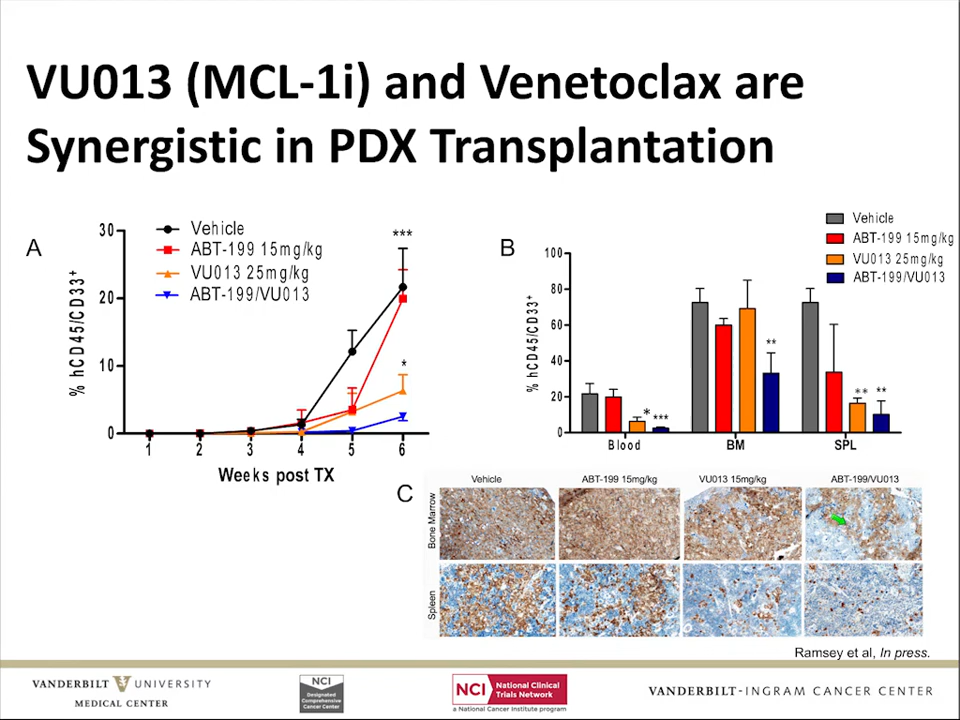 VU013 (MCL-1i) and Venetoclax are
Synergistic in PDX Transplantation
A
% hCD45/CD33+
30
20
10
0
Vehicle
ABT-199 15mg/kg
VU013 25mg/kg
ABT-199/VU013
***
*
1 2 3 4 5 6
Weeks post TX
B
% hCD45/CD33+
100
80
60
40
20
0
Vehicle
ABT-199 15mg/kg
VU013 25mg/kg
ABT-199/VU013
* *** ** ** **
Blood BM SPL
C
Vehicle ABT-199 15mg/kg VU013 15mg/kg ABT-199/VU013
Bone Marrow
Spleen
Ramsey et al, In press.
VANDERBILT V UNIVERSITY
MEDICAL CENTER
NCI
Designated
Comprehensive
Cancer Center
NCI National Clinical
Trials Network
a National Cancer Institute program
VANDERBILT-INGRAM CANCER CENTER